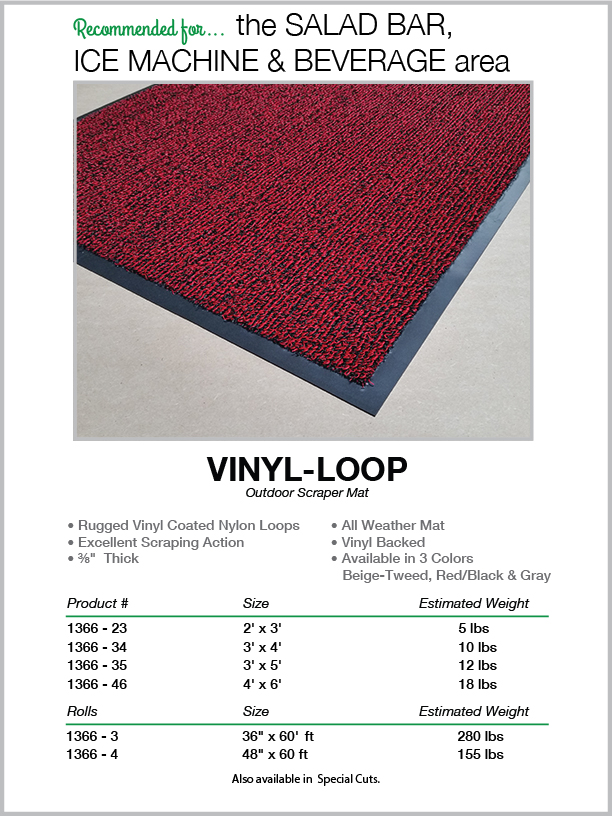 Recommended for... the SALAD BAR,
ICE MACHINE & BEVERAGE area
VINYL-LOOP
Outdoor Scraper Mat
• Rugged Vinyl Coated Nylon Loops
• Excellent Scraping Action
• ⅜" Thick
• All Weather Mat
• Vinyl Backed
• Available in 3 Colors
Beige-Tweed, Red/Black & Gray
Product # Size Estimated Weight
1366 - 23 2' x 3' 5 lbs
1366 - 34 3' x 4' 10 lbs
1366 - 35 3' x 5' 12 lbs
1366 - 46 4' x 6' 18 lbs
Rolls Size Estimated Weight
1366 - 3 36" x 60' ft 280 lbs
1366 - 4 48" x 60 ft 155 lbs
Also available in Special Cuts.